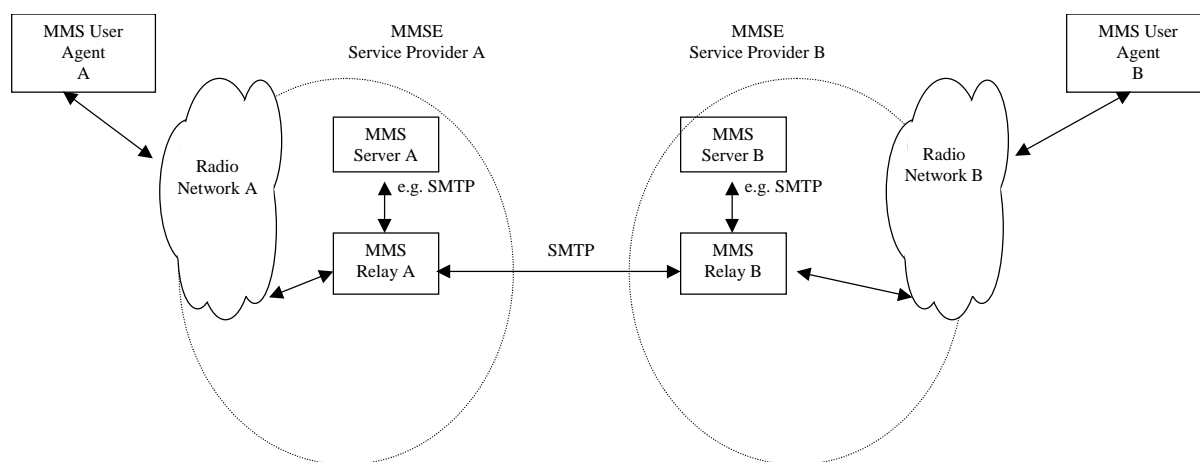 MMS User
Agent
A
MMSE
Service Provider A
MMSE
Service Provider B
MMS User
Agent
B
Radio
Network A
MMS
Server A
e.g. SMTP
MMS
Relay A
SMTP
MMS
Server B
e.g. SMTP
MMS
Relay B
Radio
Network B